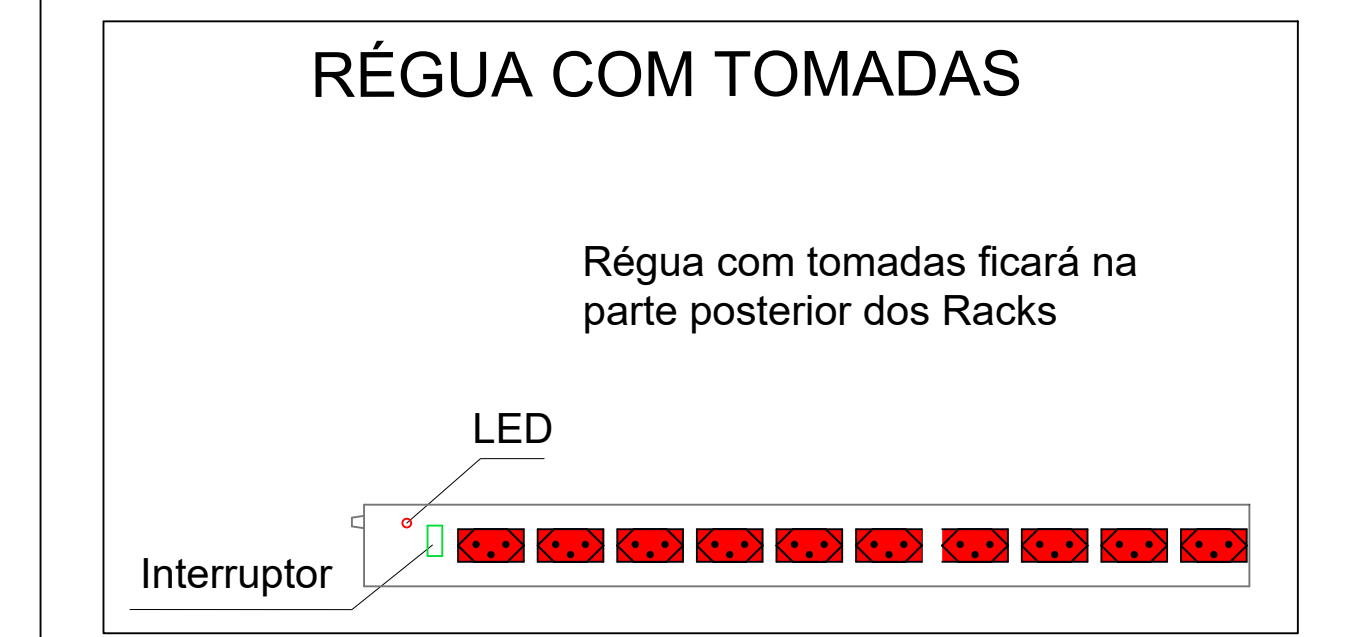 RÉGUA COM TOMADAS
Régua com tomadas ficará na
parte posterior dos Racks
LED
Interruptor